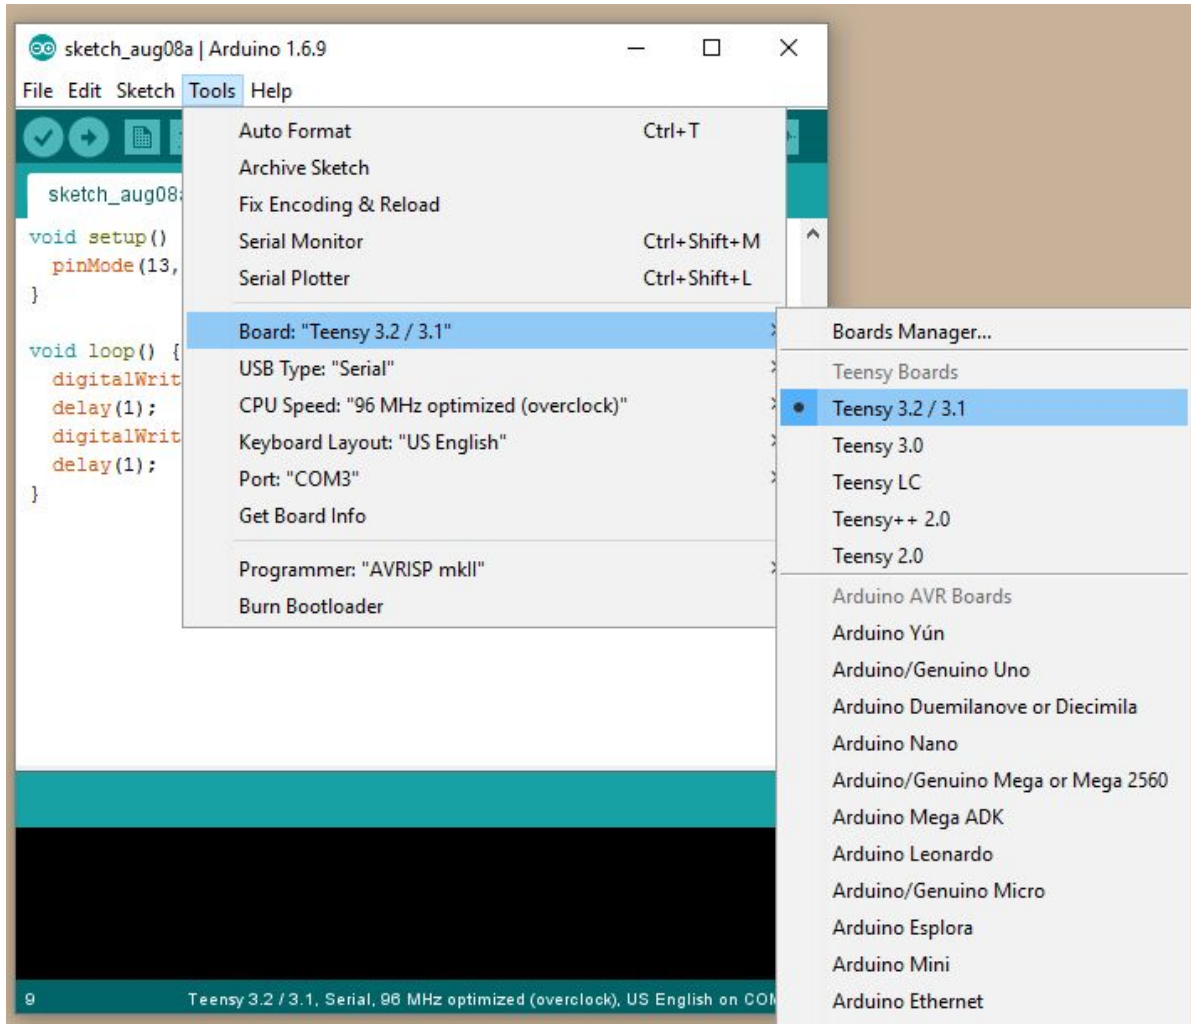 sketch_aug08a | Arduino 1.6.9
File Edit Sketch Tools Help
sketch_aug08
void setup()
pinMode(13,
}
void loop() {
digitalWrit
delay(1);
digitalWrit
delay(1);
}
Auto Format Ctrl+T
Archive Sketch
Fix Encoding & Reload
Serial Monitor Ctrl+Shift+M
Serial Plotter Ctrl+Shift+L
Board: "Teensy 3.2 / 3.1"
USB Type: "Serial"
CPU Speed: "96 MHz optimized (overclock)"
Keyboard Layout: "US English"
Port: "COM3"
Get Board Info
Programmer: "AVRISP mkII"
Burn Bootloader
Boards Manager...
Teensy Boards
Teensy 3.2 / 3.1
Teensy 3.0
Teensy LC
Teensy++ 2.0
Teensy 2.0
Arduino AVR Boards
Arduino Yún
Arduino/Genuino Uno
Arduino Duemilanove or Diecimila
Arduino Nano
Arduino/Genuino Mega or Mega 2560
Arduino Mega ADK
Arduino Leonardo
Arduino/Genuino Micro
Arduino Esplora
Arduino Mini
Arduino Ethernet
9 Teensy 3.2 / 3.1, Serial, 96 MHz optimized (overclock), US English on COM